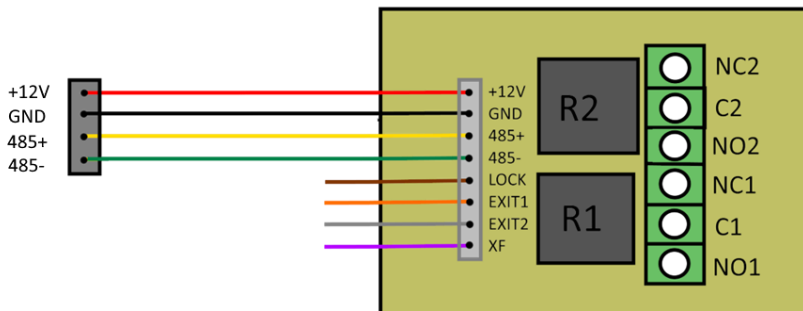 +12V
GND
485+
485-
+12V
GND
485+
485-
LOCK
EXIT1
EXIT2
XF
R2
R1
NC2
C2
NO2
NC1
C1
NO1